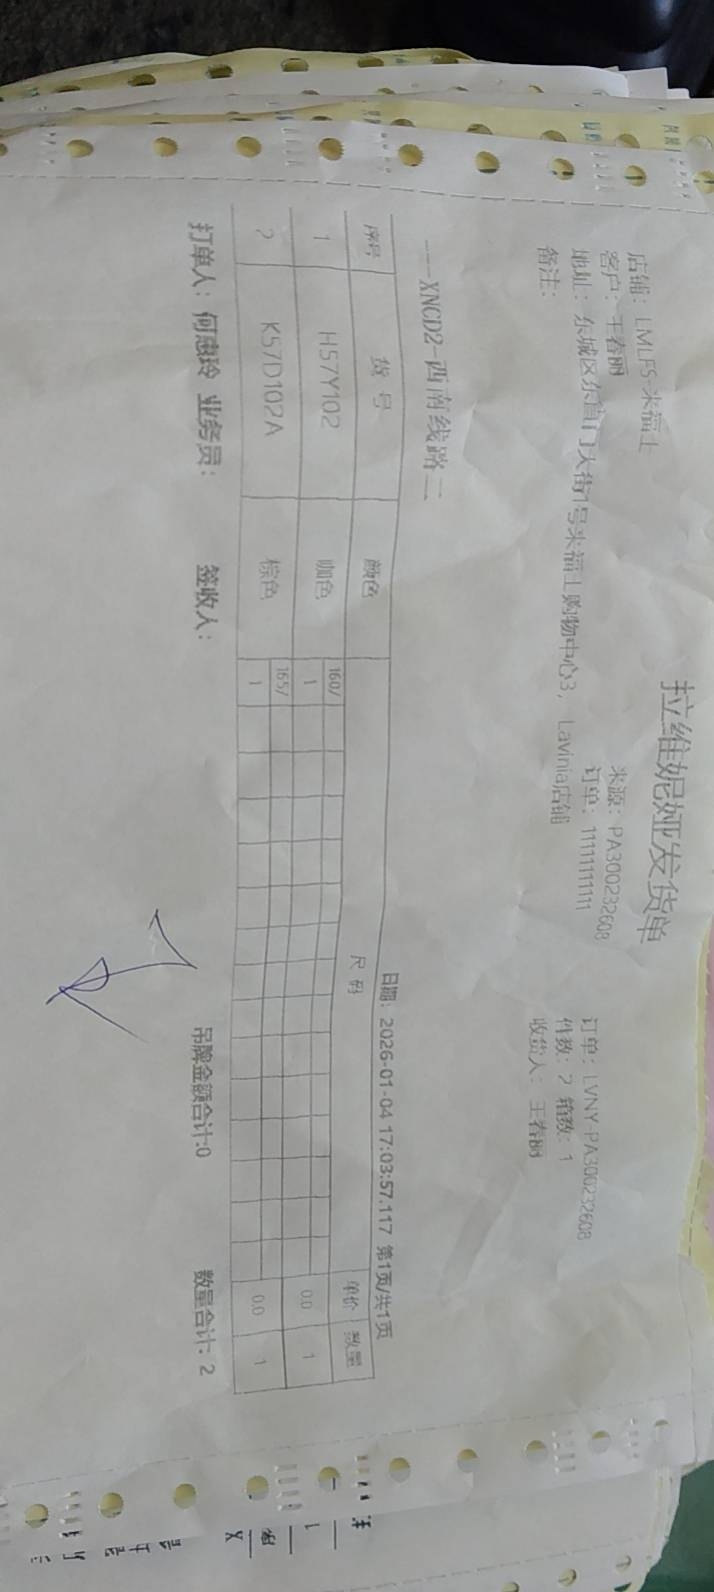 拉维妮娅发货单
店铺：LMLFS-来福士 来源：PA300232608 订单：LVNY-PA300232608
客户：王春丽 订单：11111111111 件数：2 箱数：1
地址：东城区东直门大街1号来福士购物中心3， Lavinia店铺 收货人：王春丽
备注：
---XNCD2-西南线路二 日期：2026-01-04 17:03:57.117 第1页/共1页
序号 货号 颜色 尺码 单价 数量
1 H57Y102 咖色 160/ 1 0.0 1
2 K57D102A 棕色 165/ 1 0.0 1
打单人：何惠玲 业务员： 签收人： 吊牌金额合计:0 数量合计: 2